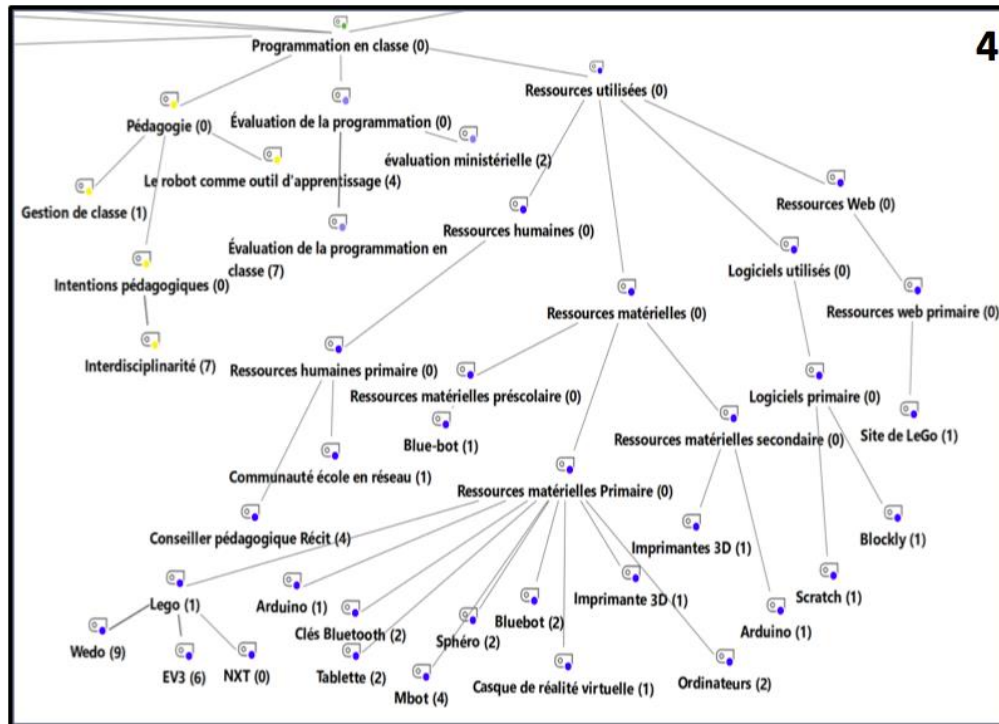 4
Programmation en classe (0)
Ressources utilisées (0)
Pédagogie (0)
Évaluation de la programmation (0)
évaluation ministérielle (2)
Le robot comme outil d'apprentissage (4)
Gestion de classe (1)
Ressources Web (0)
Ressources humaines (0)
Évaluation de la programmation en
classe (7)
Logiciels utilisés (0)
Intentions pédagogiques (0)
Ressources matérielles (0)
Ressources web primaire (0)
Interdisciplinarité (7)
Ressources humaines primaire (0)
Ressources matérielles préscolaire (0)
Logiciels primaire (0)
Blue-bot (1)
Ressources matérielles secondaire (0)
Site de LeGo (1)
Communauté école en réseau (1)
Ressources matérielles Primaire (0)
Conseiller pédagogique Récit (4)
Imprimantes 3D (1)
Blockly (1)
Lego (1)
Arduino (1)
Clés Bluetooth (2)
Sphéro (2)
Bluebot (2)
Imprimante 3D (1)
Scratch (1)
Arduino (1)
Wedo (9)
EV3 (6)
NXT (0)
Tablette (2)
Mbot (4)
Casque de réalité virtuelle (1)
Ordinateurs (2)